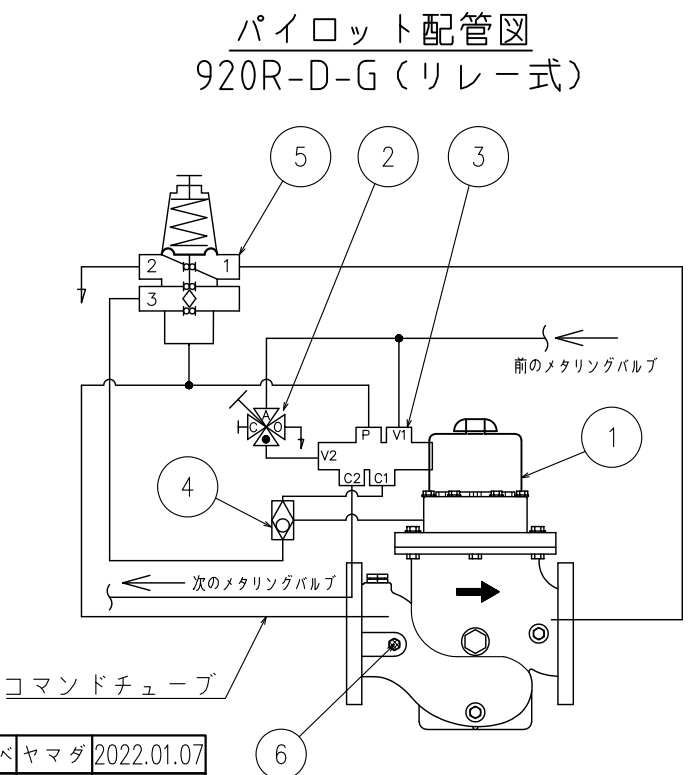 パイロット配管図
920R-D-G(リレー式)
5
2
3
2
1
3
前のメタリングバルブ
A
C
O
P
V1
V2
C2
C1
1
4
次のメタリングバルブ
コマンドチューブ
ヤマダ 2022.01.07
6